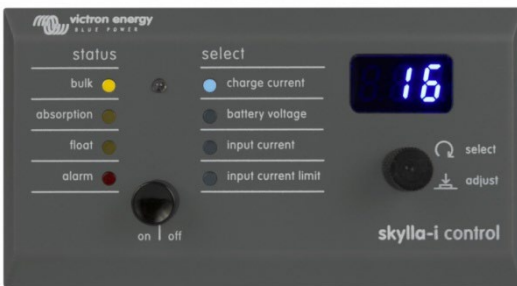 victron energy
BLUE POWER
status
select
bulk
charge current
16
absorption
battery voltage
float
input current
select
alarm
input current limit
adjust
on | off
skylla-i control